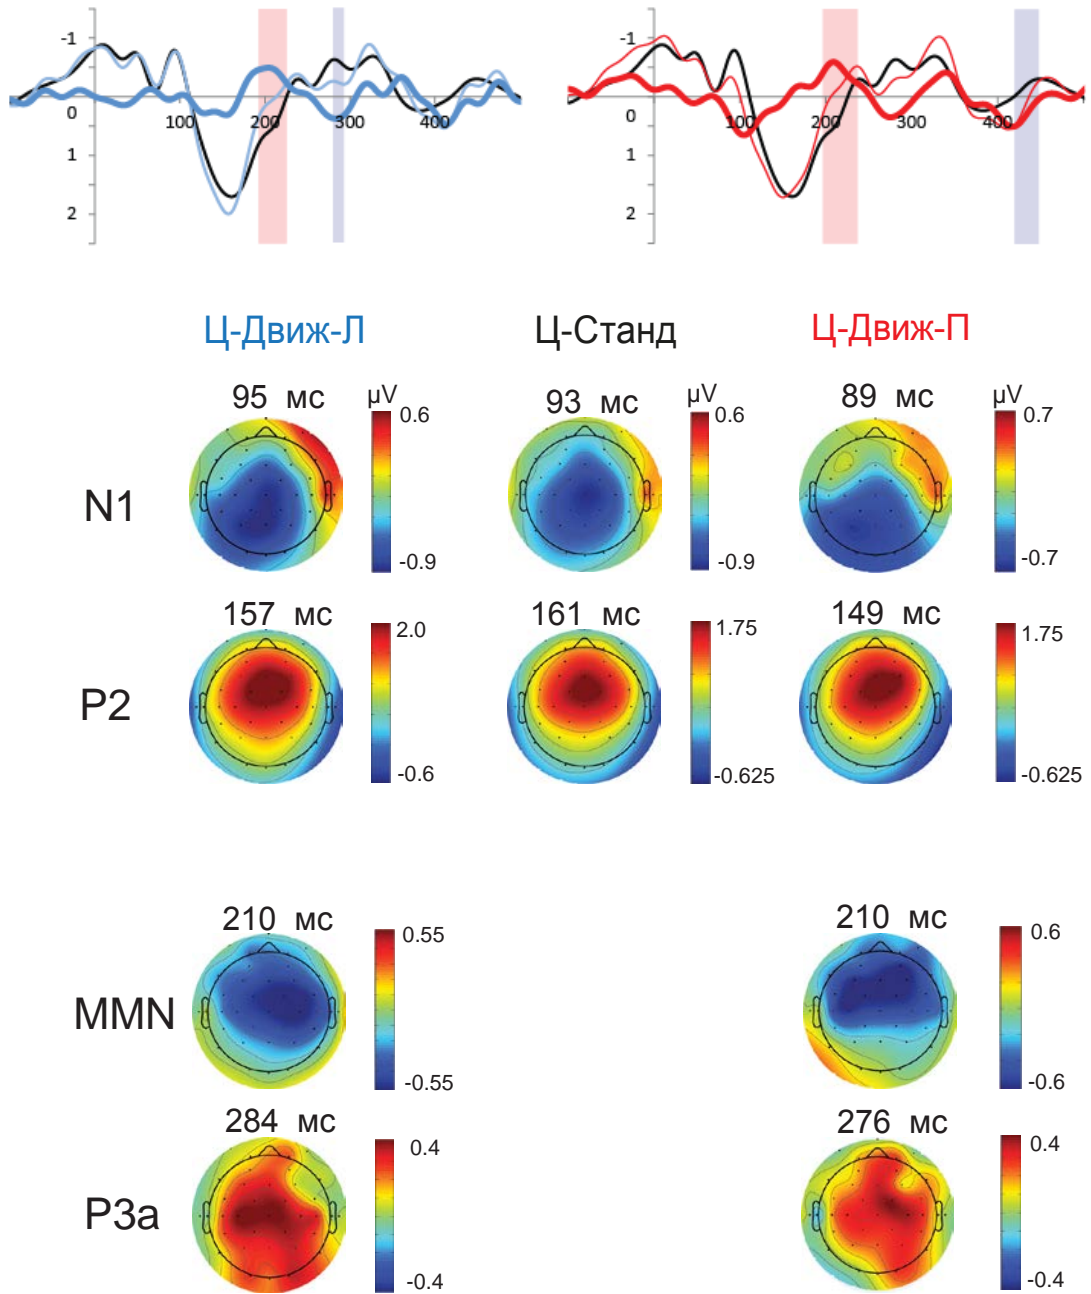 -1 -1
0 100 200 300 400 0 100 200 300 400
1 1
2 2
Ц-Движ-Л Ц-Станд Ц-Движ-П
95 мс µV 93 мс µV 89 мс µV
0.6 0.6 0.7
N1
-0.9 -0.9 -0.7
157 мс 161 мс 149 мс
2.0 1.75 1.75
P2
-0.6 -0.625 -0.625
210 мс 210 мс
0.55 0.6
MMN
-0.55 -0.6
284 мс 276 мс
0.4 0.4
P3a
-0.4 -0.4